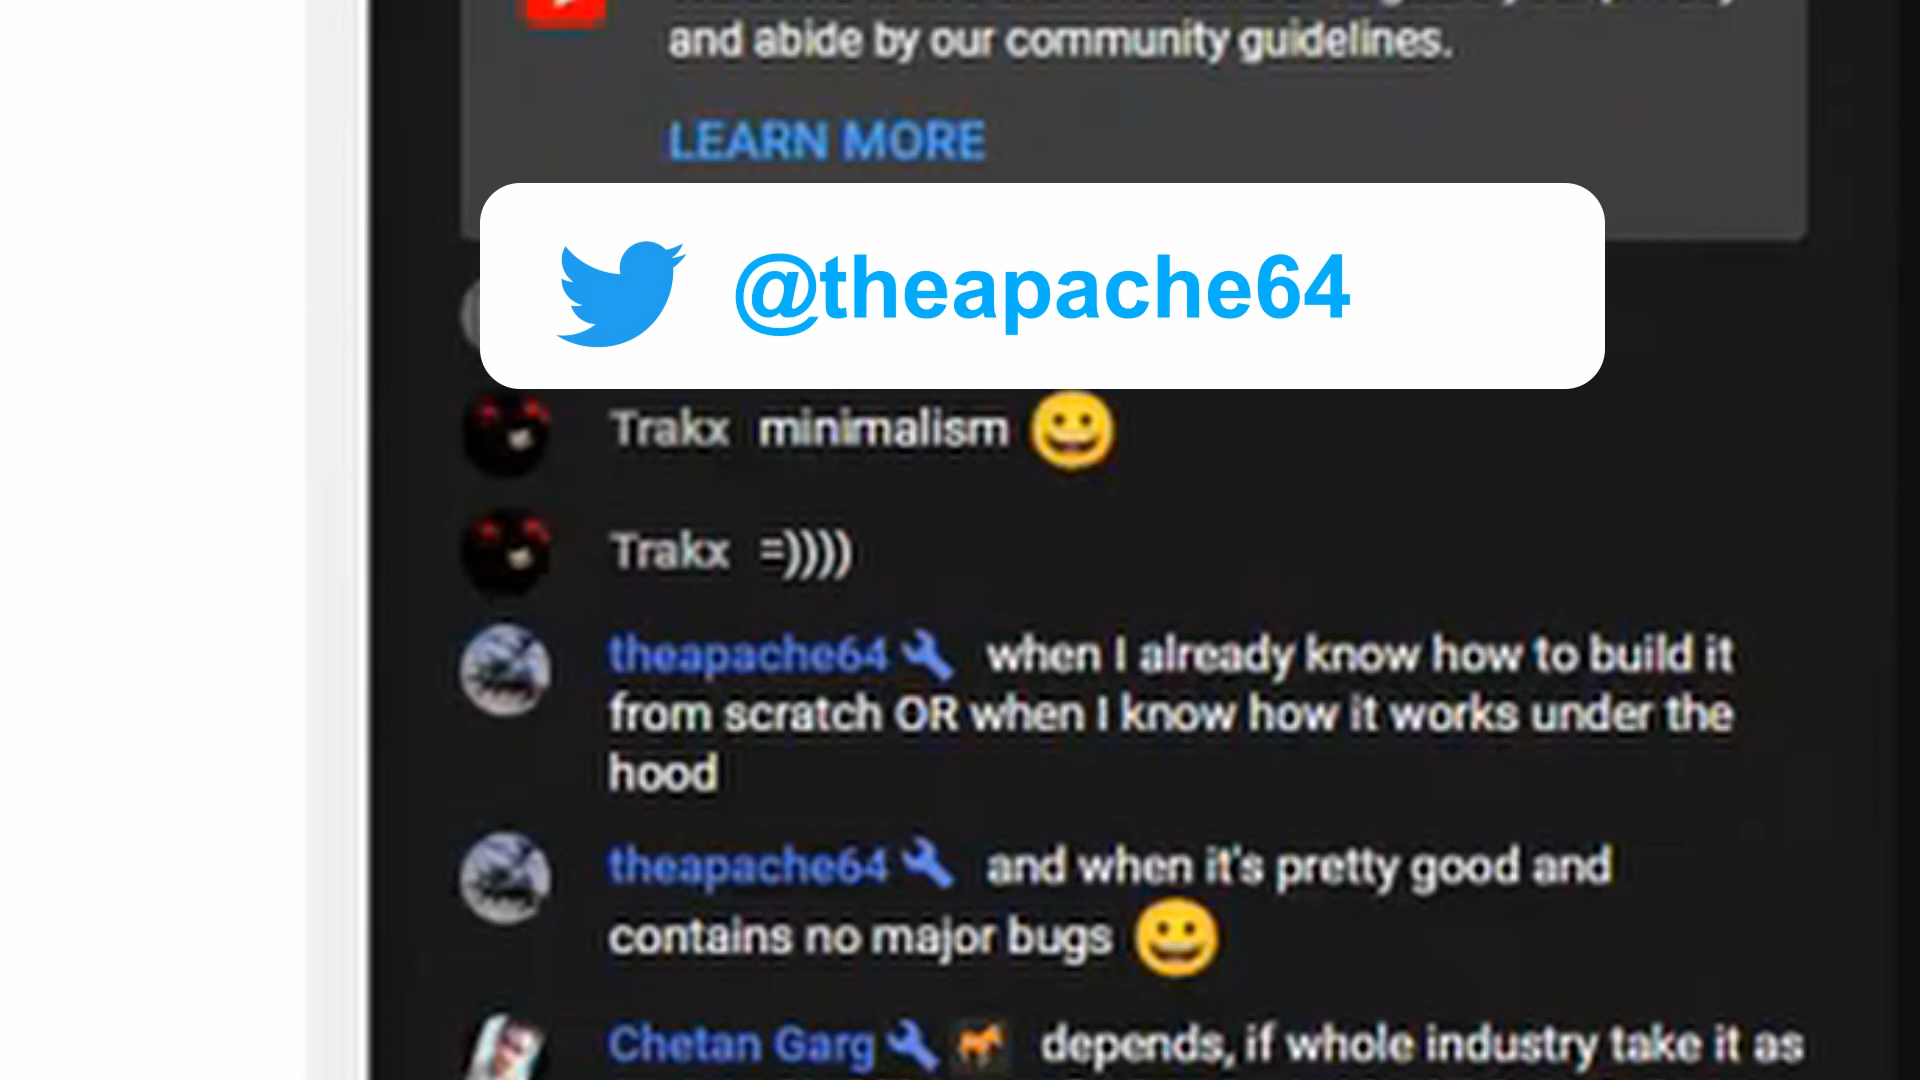 and abide by our community guidelines.
LEARN MORE
@theapache64
Trakx minimalism 😀
Trakx =))))
theapache64 when I already know how to build it
from scratch OR when I know how it works under the
hood
theapache64 and when it's pretty good and
contains no major bugs 😀
Chetan Garg depends, if whole industry take it as